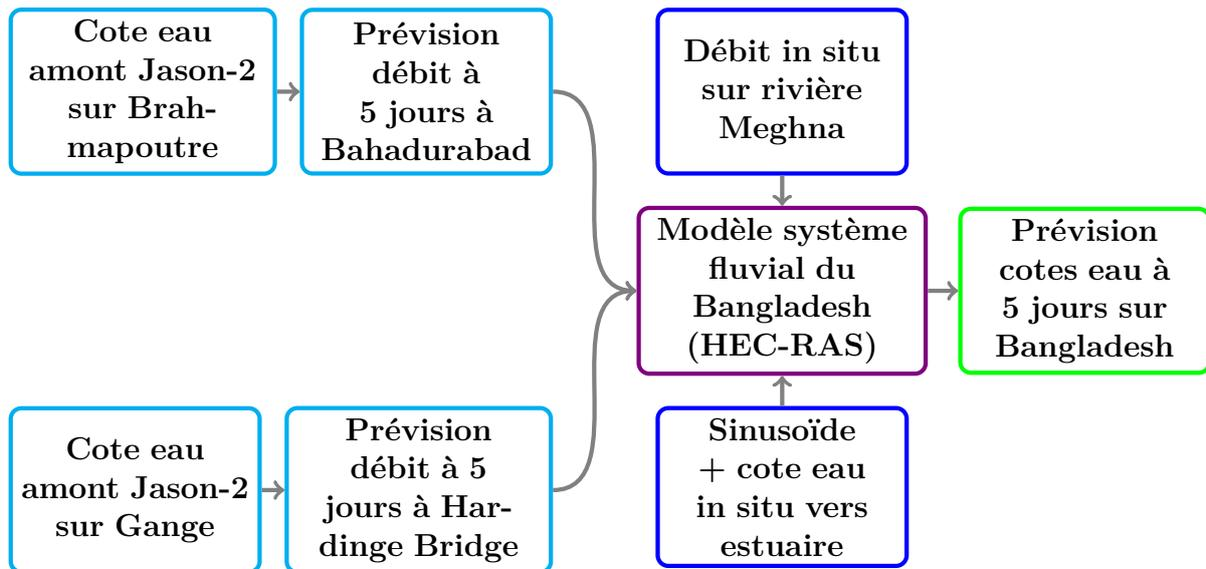 Cote eau
amont Jason-2
sur Brah-
mapoutre
Prévision
débit à
5 jours à
Bahadurabad
Débit in situ
sur rivière
Meghna
Modèle système
fluvial du
Bangladesh
(HEC-RAS)
Prévision
cotes eau à
5 jours sur
Bangladesh
Cote eau
amont Jason-2
sur Gange
Prévision
débit à 5
jours à Har-
dinge Bridge
Sinusoïde
+ cote eau
in situ vers
estuaire